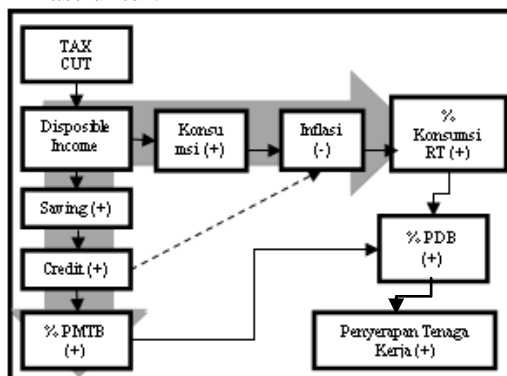 TAX
CUT
Disposible
Income
Konsu
msi (+)
Inflasi
(-)
%
Konsumsi
RT (+)
Saving (+)
Credit (+)
% PDB
(+)
% PMTB
(+)
Penyerapan Tenaga
Kerja (+)